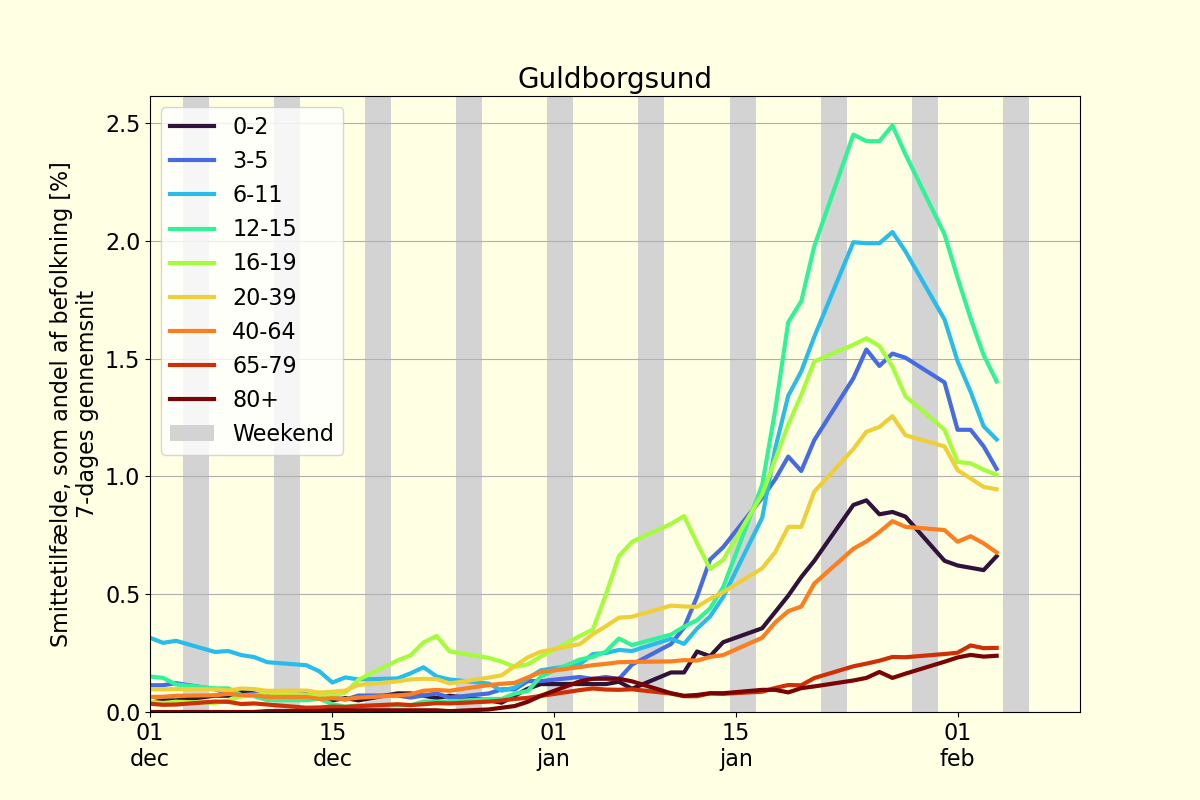 Guldborgsund
Smittetilfælde, som andel af befolkning [%]
7-dages gennemsnit
2.5
2.0
1.5
1.0
0.5
0.0
0-2
3-5
6-11
12-15
16-19
20-39
40-64
65-79
80+
Weekend
01
dec
15
dec
01
jan
15
jan
01
feb